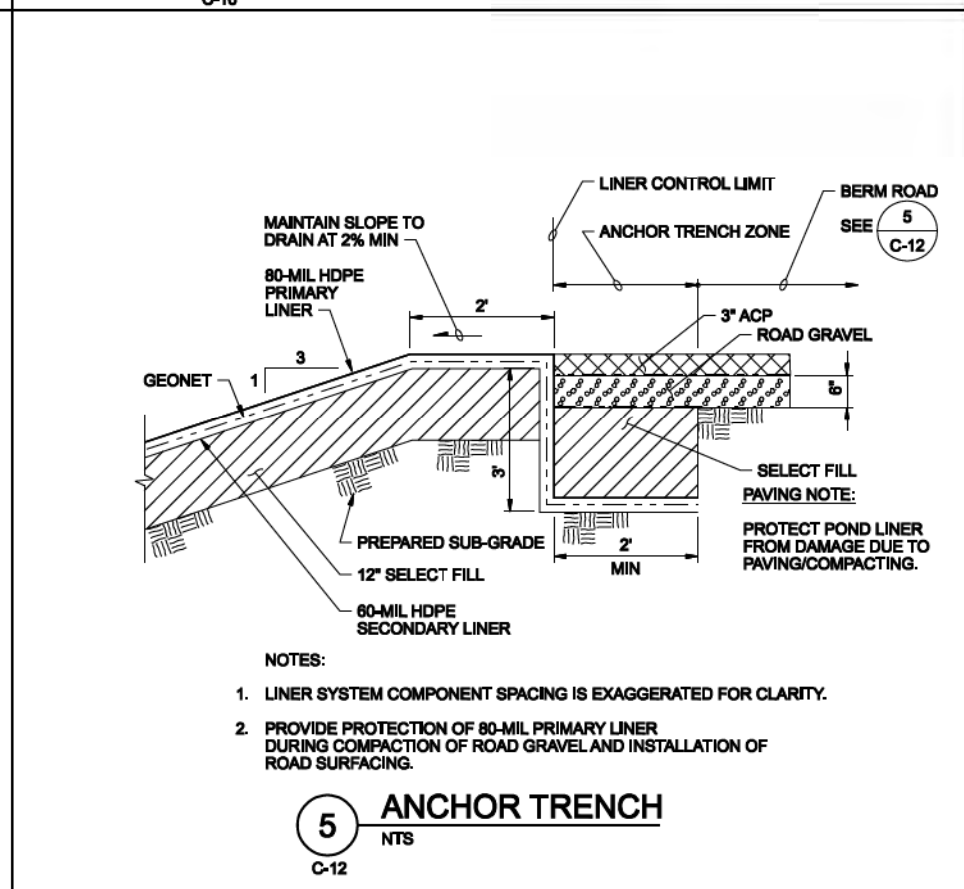 C-10
LINER CONTROL LIMIT
BERM ROAD
MAINTAIN SLOPE TO
DRAIN AT 2% MIN
ANCHOR TRENCH ZONE
SEE 5
C-12
80-MIL HDPE
PRIMARY
LINER
2'
3" ACP
ROAD GRAVEL
3
1
GEONET
6"
3'
SELECT FILL
PAVING NOTE:
PROTECT POND LINER
FROM DAMAGE DUE TO
PAVING/COMPACTING.
PREPARED SUB-GRADE
2'
MIN
12" SELECT FILL
60-MIL HDPE
SECONDARY LINER
NOTES:
1. LINER SYSTEM COMPONENT SPACING IS EXAGGERATED FOR CLARITY.
2. PROVIDE PROTECTION OF 80-MIL PRIMARY LINER
DURING COMPACTION OF ROAD GRAVEL AND INSTALLATION OF
ROAD SURFACING.
5 ANCHOR TRENCH
NTS
C-12